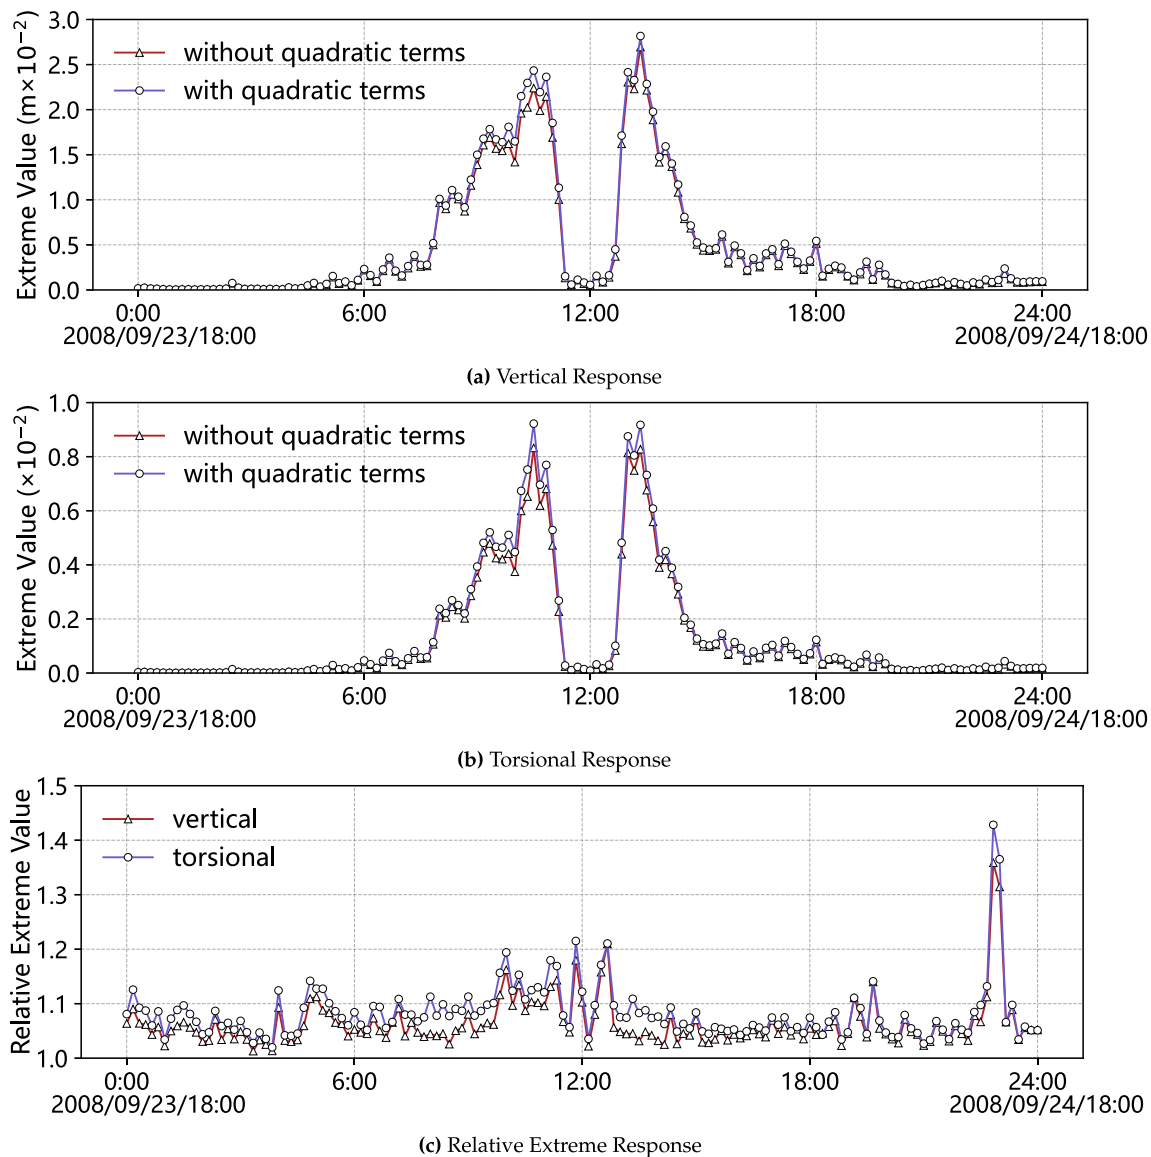 Extreme Value (m×10⁻²)
3.0
2.5
2.0
1.5
1.0
0.5
0.0
without quadratic terms
with quadratic terms
0:00 6:00 12:00 18:00 24:00
2008/09/23/18:00 2008/09/24/18:00
(a) Vertical Response
Extreme Value (×10⁻²)
1.0
0.8
0.6
0.4
0.2
0.0
without quadratic terms
with quadratic terms
0:00 6:00 12:00 18:00 24:00
2008/09/23/18:00 2008/09/24/18:00
(b) Torsional Response
Relative Extreme Value
1.5
1.4
1.3
1.2
1.1
1.0
vertical
torsional
0:00 6:00 12:00 18:00 24:00
2008/09/23/18:00 2008/09/24/18:00
(c) Relative Extreme Response